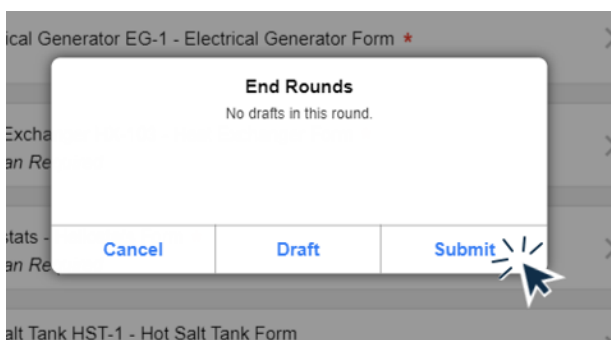 ical Generator EG-1 - Electrical Generator Form *
End Rounds
No drafts in this round.
Excha
an Re
stats -
an Re
Cancel
Draft
Submit
alt Tank HST-1 - Hot Salt Tank Form